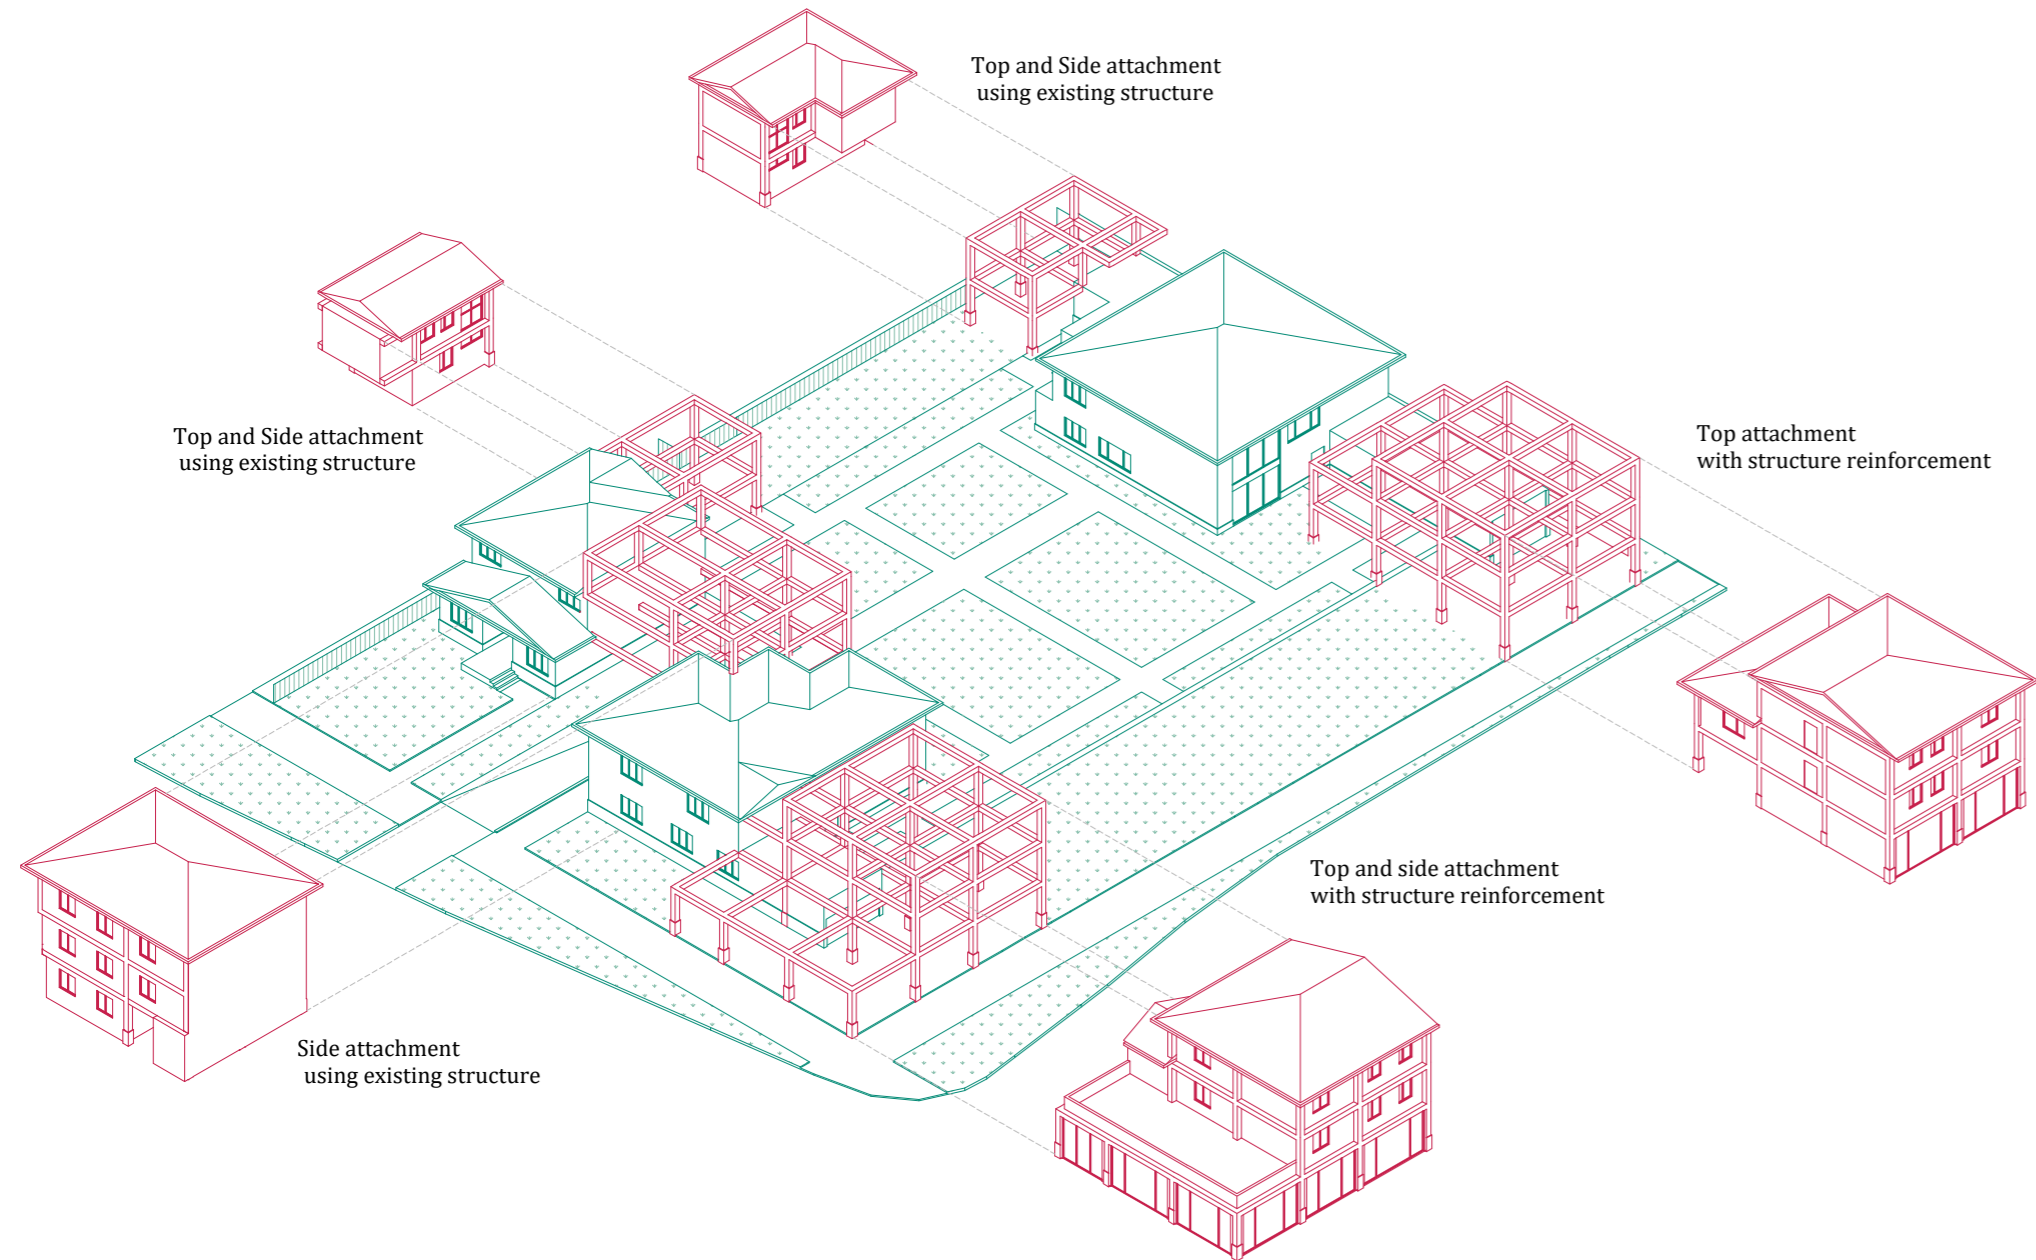 Top and Side attachment
using existing structure
Top and Side attachment
using existing structure
Top attachment
with structure reinforcement
Top and side attachment
with structure reinforcement
Side attachment
using existing structure